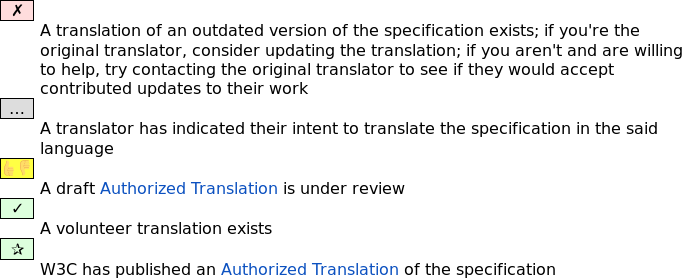 ✗
A translation of an outdated version of the specification exists; if you're the
original translator, consider updating the translation; if you aren't and are willing
to help, try contacting the original translator to see if they would accept
contributed updates to their work
…
A translator has indicated their intent to translate the specification in the said
language
👍👎
A draft Authorized Translation is under review
✓
A volunteer translation exists
✰
W3C has published an Authorized Translation of the specification